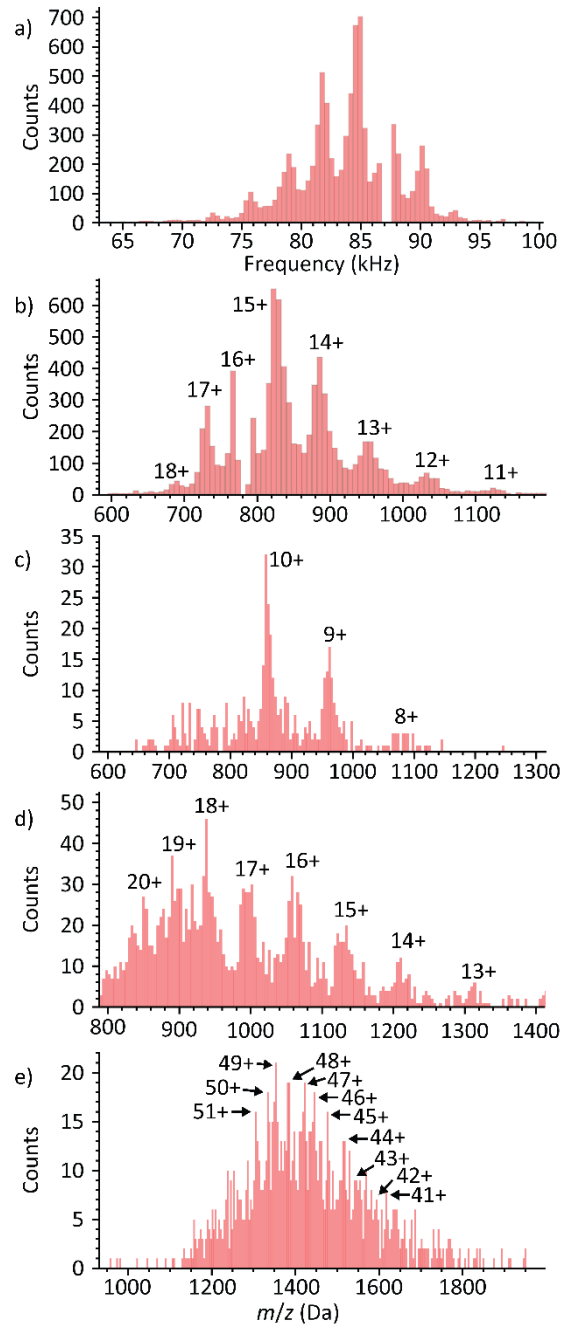 a)
700
600
500
400
300
200
100
0
Counts
65 70 75 80 85 90 95 100
Frequency (kHz)
b)
600
500
400
300
200
100
0
Counts
18+ 17+ 16+ 15+ 14+ 13+ 12+ 11+
600 700 800 900 1000 1100
c)
35
30
25
20
15
10
5
0
Counts
10+ 9+ 8+
600 700 800 900 1000 1100 1200 1300
d)
50
40
30
20
10
0
Counts
20+ 19+ 18+ 17+ 16+ 15+ 14+ 13+
800 900 1000 1100 1200 1300 1400
e)
20
15
10
5
0
Counts
49+
50+
51+
48+
47+
46+
45+
44+
43+
42+
41+
1000 1200 1400 1600 1800
m/z (Da)